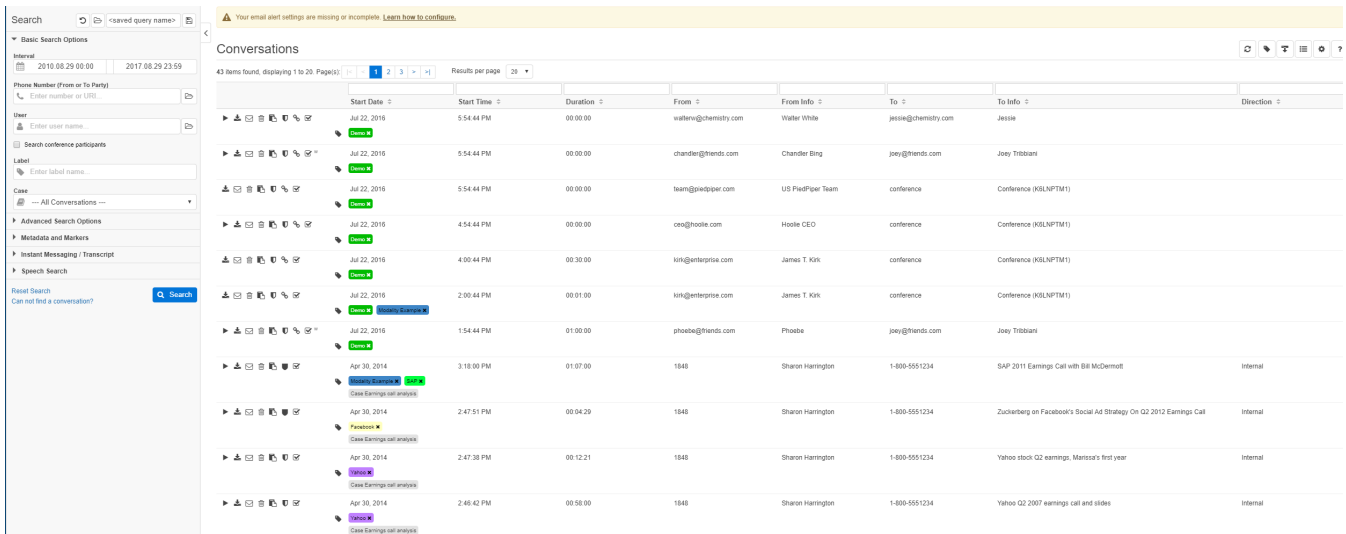 Search
<saved query name>
Basic Search Options
Interval
2010.08.29 00:00 2017.08.29 23:59
Phone Number (From or To Party)
Enter number or URI...
User
Enter user name...
Search conference participants
Label
Enter label name...
Case
--- All Conversations ---
Advanced Search Options
Metadata and Markers
Instant Messaging / Transcript
Speech Search
Reset Search
Can not find a conversation?
Search
Your email alert settings are missing or incomplete. Learn how to configure.
Conversations
43 items found, displaying 1 to 20. Page(s): |< < 1 2 3 > >| Results per page: 20
Start Date Start Time Duration From From Info To To Info Direction
Jul 22, 2016 5:54:44 PM 00:00:00 walterw@chemistry.com Walter White jessie@chemistry.com Jessie
Demo x
Jul 22, 2016 5:54:44 PM 00:00:00 chandler@friends.com Chandler Bing joey@friends.com Joey Tribbiani
Demo x
Jul 22, 2016 5:54:44 PM 00:00:00 team@piedpiper.com US PiedPiper Team conference Conference (K6LNPTM1)
Demo x
Jul 22, 2016 4:54:44 PM 00:00:00 ceo@hoolie.com Hoolie CEO conference Conference (K6LNPTM1)
Demo x
Jul 22, 2016 4:00:44 PM 00:30:00 kirk@enterprise.com James T. Kirk conference Conference (K6LNPTM1)
Demo x
Jul 22, 2016 2:00:44 PM 00:01:00 kirk@enterprise.com James T. Kirk conference Conference (K6LNPTM1)
Demo x Modality Example x
Jul 22, 2016 1:54:44 PM 01:00:00 phoebe@friends.com Phoebe joey@friends.com Joey Tribbiani
Demo x
Apr 30, 2014 3:18:00 PM 01:07:00 1848 Sharon Harrington 1-800-5551234 SAP 2011 Earnings Call with Bill McDermott Internal
Modality Example x SAP x
Case Earnings call analysis
Apr 30, 2014 2:47:51 PM 00:04:29 1848 Sharon Harrington 1-800-5551234 Zuckerberg on Facebook's Social Ad Strategy On Q2 2012 Earnings Call Internal
Facebook x
Case Earnings call analysis
Apr 30, 2014 2:47:38 PM 00:12:21 1848 Sharon Harrington 1-800-5551234 Yahoo stock Q2 earnings, Marissa's first year Internal
Yahoo x
Case Earnings call analysis
Apr 30, 2014 2:46:42 PM 00:58:00 1848 Sharon Harrington 1-800-5551234 Yahoo Q2 2007 earnings call and slides Internal
Yahoo x
Case Earnings call analysis